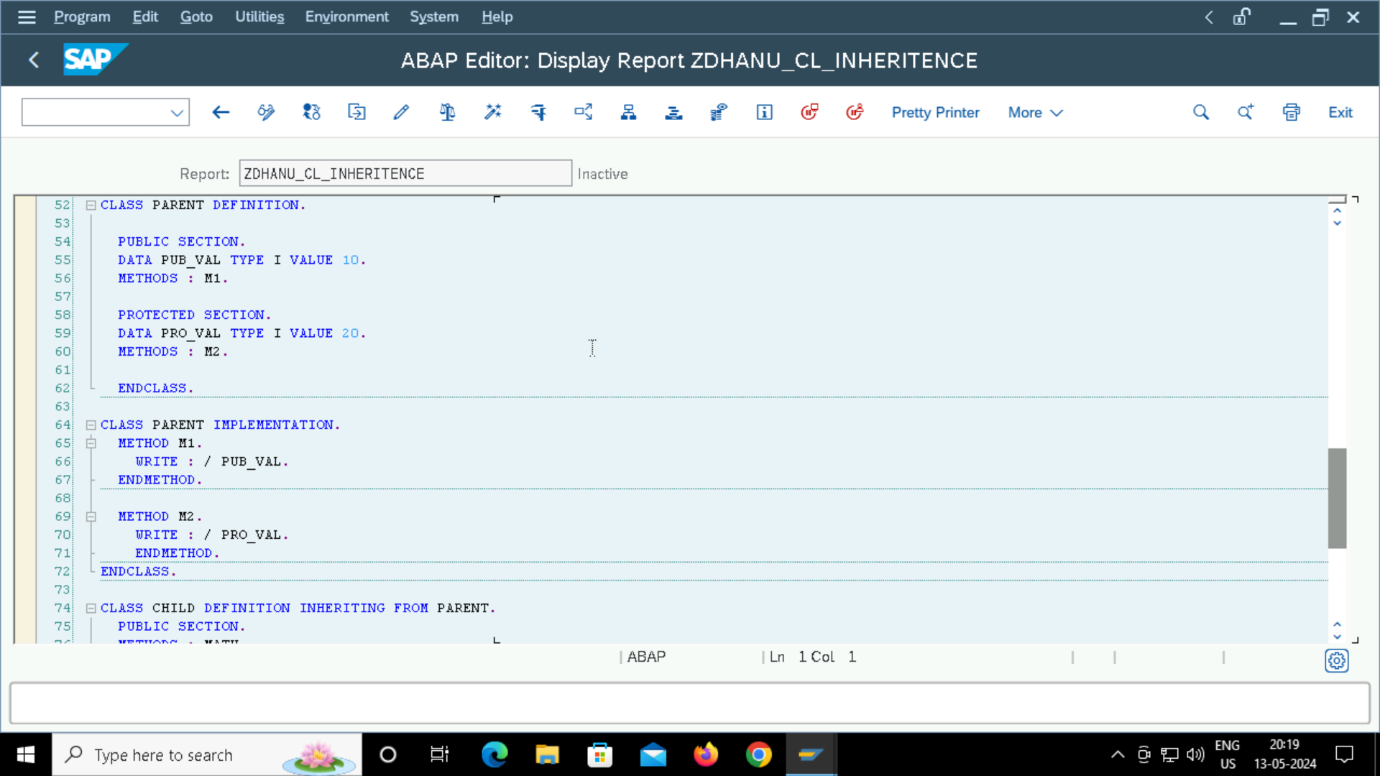 Program Edit Goto Utilities Environment System Help
SAP ABAP Editor: Display Report ZDHANU_CL_INHERITENCE
Pretty Printer More Exit
Report: ZDHANU_CL_INHERITENCE Inactive
52 CLASS PARENT DEFINITION.
53
54 PUBLIC SECTION.
55 DATA PUB_VAL TYPE I VALUE 10.
56 METHODS : M1.
57
58 PROTECTED SECTION.
59 DATA PRO_VAL TYPE I VALUE 20.
60 METHODS : M2.
61
62 ENDCLASS.
63
64 CLASS PARENT IMPLEMENTATION.
65 METHOD M1.
66 WRITE : / PUB_VAL.
67 ENDMETHOD.
68
69 METHOD M2.
70 WRITE : / PRO_VAL.
71 ENDMETHOD.
72 ENDCLASS.
73
74 CLASS CHILD DEFINITION INHERITING FROM PARENT.
75 PUBLIC SECTION.
ABAP Ln 1 Col 1
Type here to search
ENG 20:19
US 13-05-2024